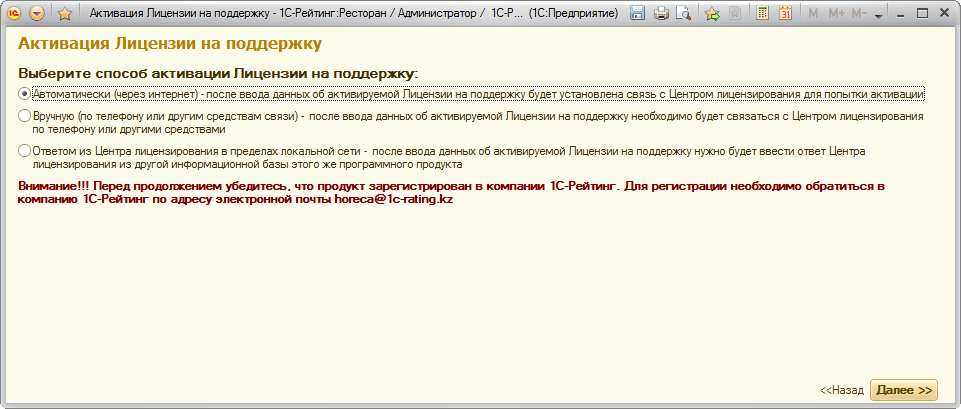 Активация Лицензии на поддержку - 1С-Рейтинг:Ресторан / Администратор / 1С-Р... (1С:Предприятие)
M M+ M-
Активация Лицензии на поддержку
Выберите способ активации Лицензии на поддержку:
Автоматически (через интернет) - после ввода данных об активируемой Лицензии на поддержку будет установлена связь с Центром лицензирования для попытки активации
Вручную (по телефону или другим средствам связи) - после ввода данных об активируемой Лицензии на поддержку необходимо будет связаться с Центром лицензирования
по телефону или другими средствами
Ответом из Центра лицензирования в пределах локальной сети - после ввода данных об активируемой Лицензии на поддержку нужно будет ввести ответ Центра
лицензирования из другой информационной базы этого же программного продукта
Внимание!!! Перед продолжением убедитесь, что продукт зарегистрирован в компании 1С-Рейтинг. Для регистрации необходимо обратиться в
компанию 1С-Рейтинг по адресу электронной почты horeca@1c-rating.kz
<<Назад Далее >>